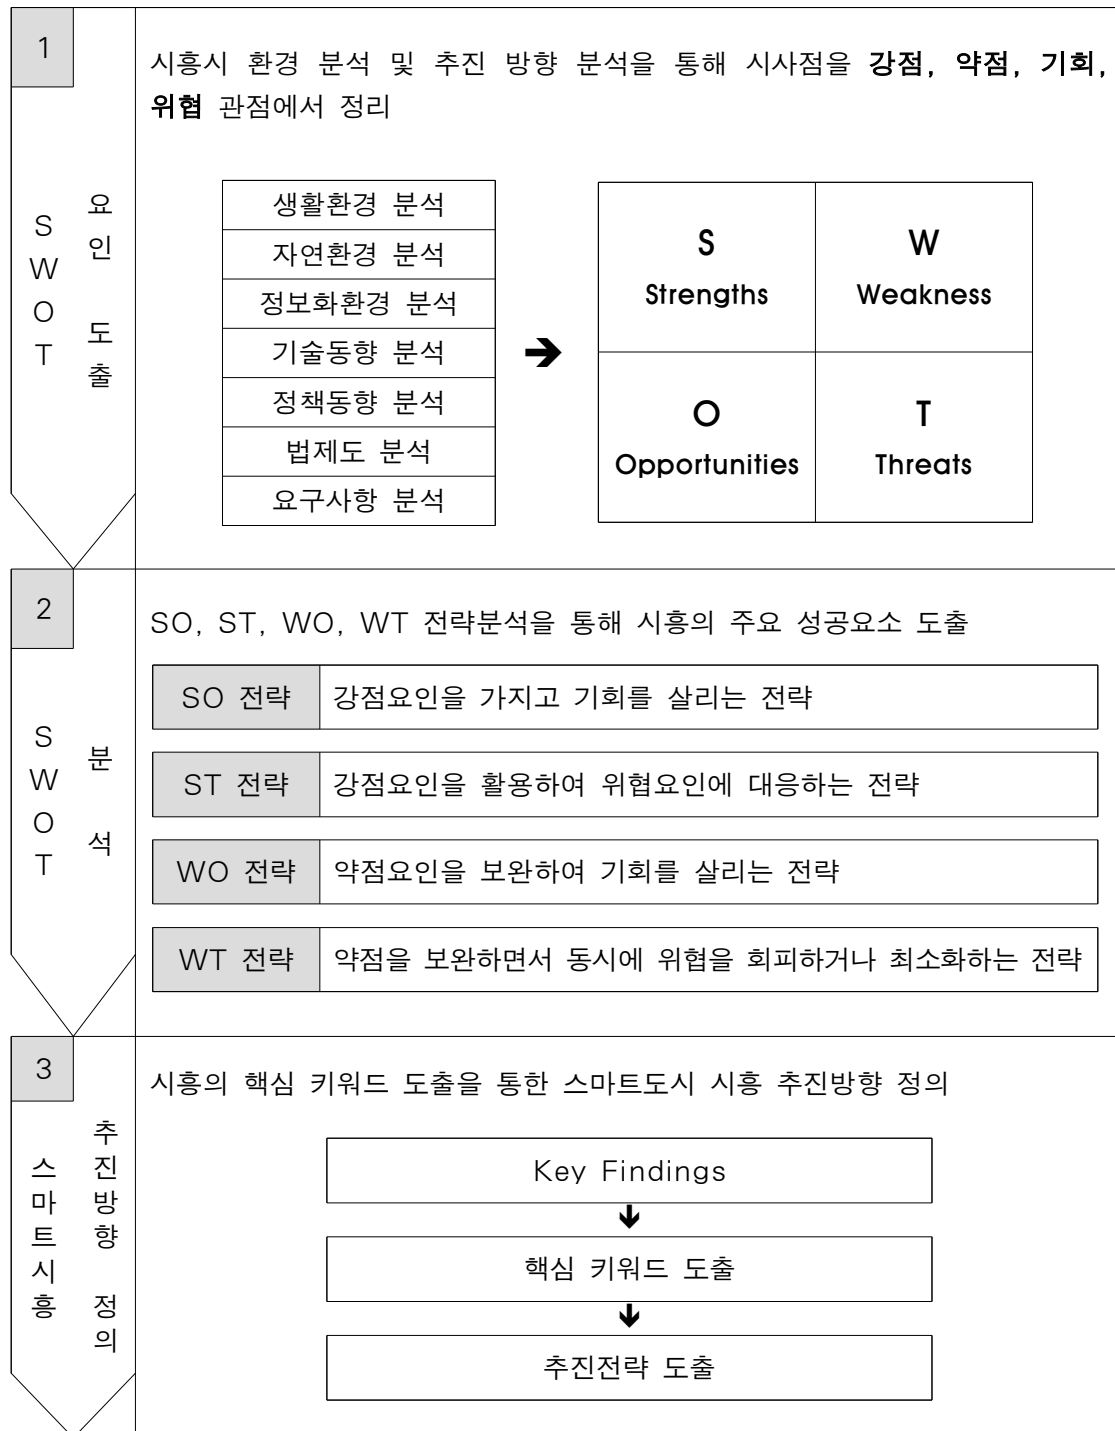 1
SWOT 요인 도출
시흥시 환경 분석 및 추진 방향 분석을 통해 시사점을 강점, 약점, 기회,
위협 관점에서 정리
생활환경 분석
자연환경 분석
정보화환경 분석
기술동향 분석
정책동향 분석
법제도 분석
요구사항 분석
➔
S
Strengths
W
Weakness
O
Opportunities
T
Threats
2
SWOT 분석
SO, ST, WO, WT 전략분석을 통해 시흥의 주요 성공요소 도출
SO 전략 강점요인을 가지고 기회를 살리는 전략
ST 전략 강점요인을 활용하여 위협요인에 대응하는 전략
WO 전략 약점요인을 보완하여 기회를 살리는 전략
WT 전략 약점을 보완하면서 동시에 위협을 회피하거나 최소화하는 전략
3
스마트시흥 추진방향 정의
시흥의 핵심 키워드 도출을 통한 스마트도시 시흥 추진방향 정의
Key Findings
핵심 키워드 도출
추진전략 도출